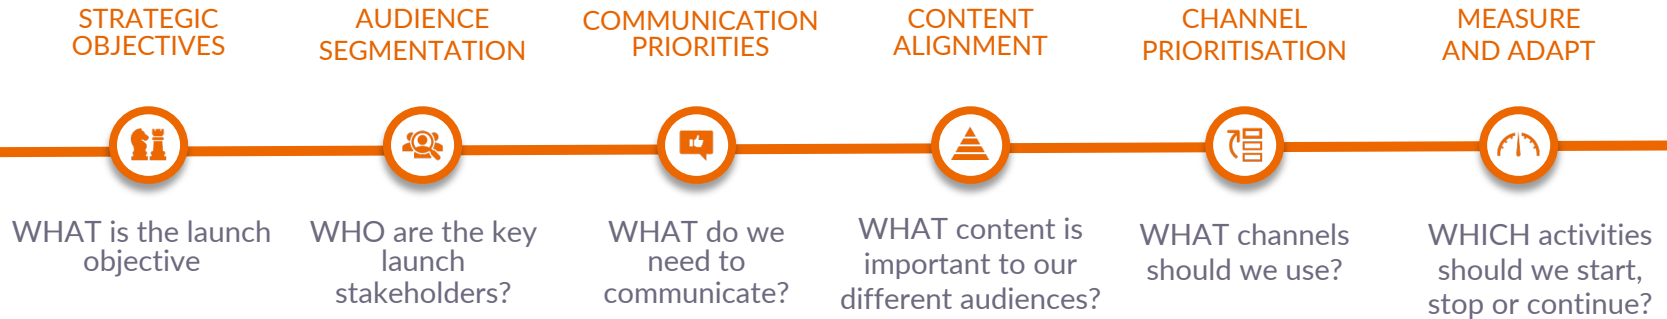 STRATEGIC
OBJECTIVES
AUDIENCE
SEGMENTATION
COMMUNICATION
PRIORITIES
CONTENT
ALIGNMENT
CHANNEL
PRIORITISATION
MEASURE
AND ADAPT
WHAT is the launch
objective
WHO are the key
launch
stakeholders?
WHAT do we
need to
communicate?
WHAT content is
important to our
different audiences?
WHAT channels
should we use?
WHICH activities
should we start,
stop or continue?